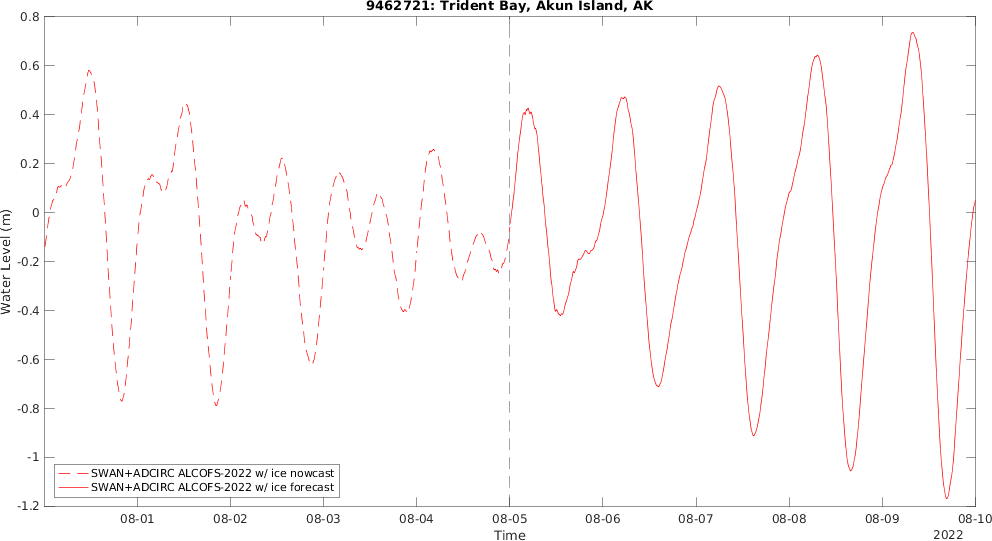 9462721: Trident Bay, Akun Island, AK
Water Level (m)
0.8
0.6
0.4
0.2
0
-0.2
-0.4
-0.6
-0.8
-1
-1.2
SWAN+ADCIRC ALCOFS-2022 w/ ice nowcast
SWAN+ADCIRC ALCOFS-2022 w/ ice forecast
08-01 08-02 08-03 08-04 08-05 08-06 08-07 08-08 08-09 08-10
Time
2022